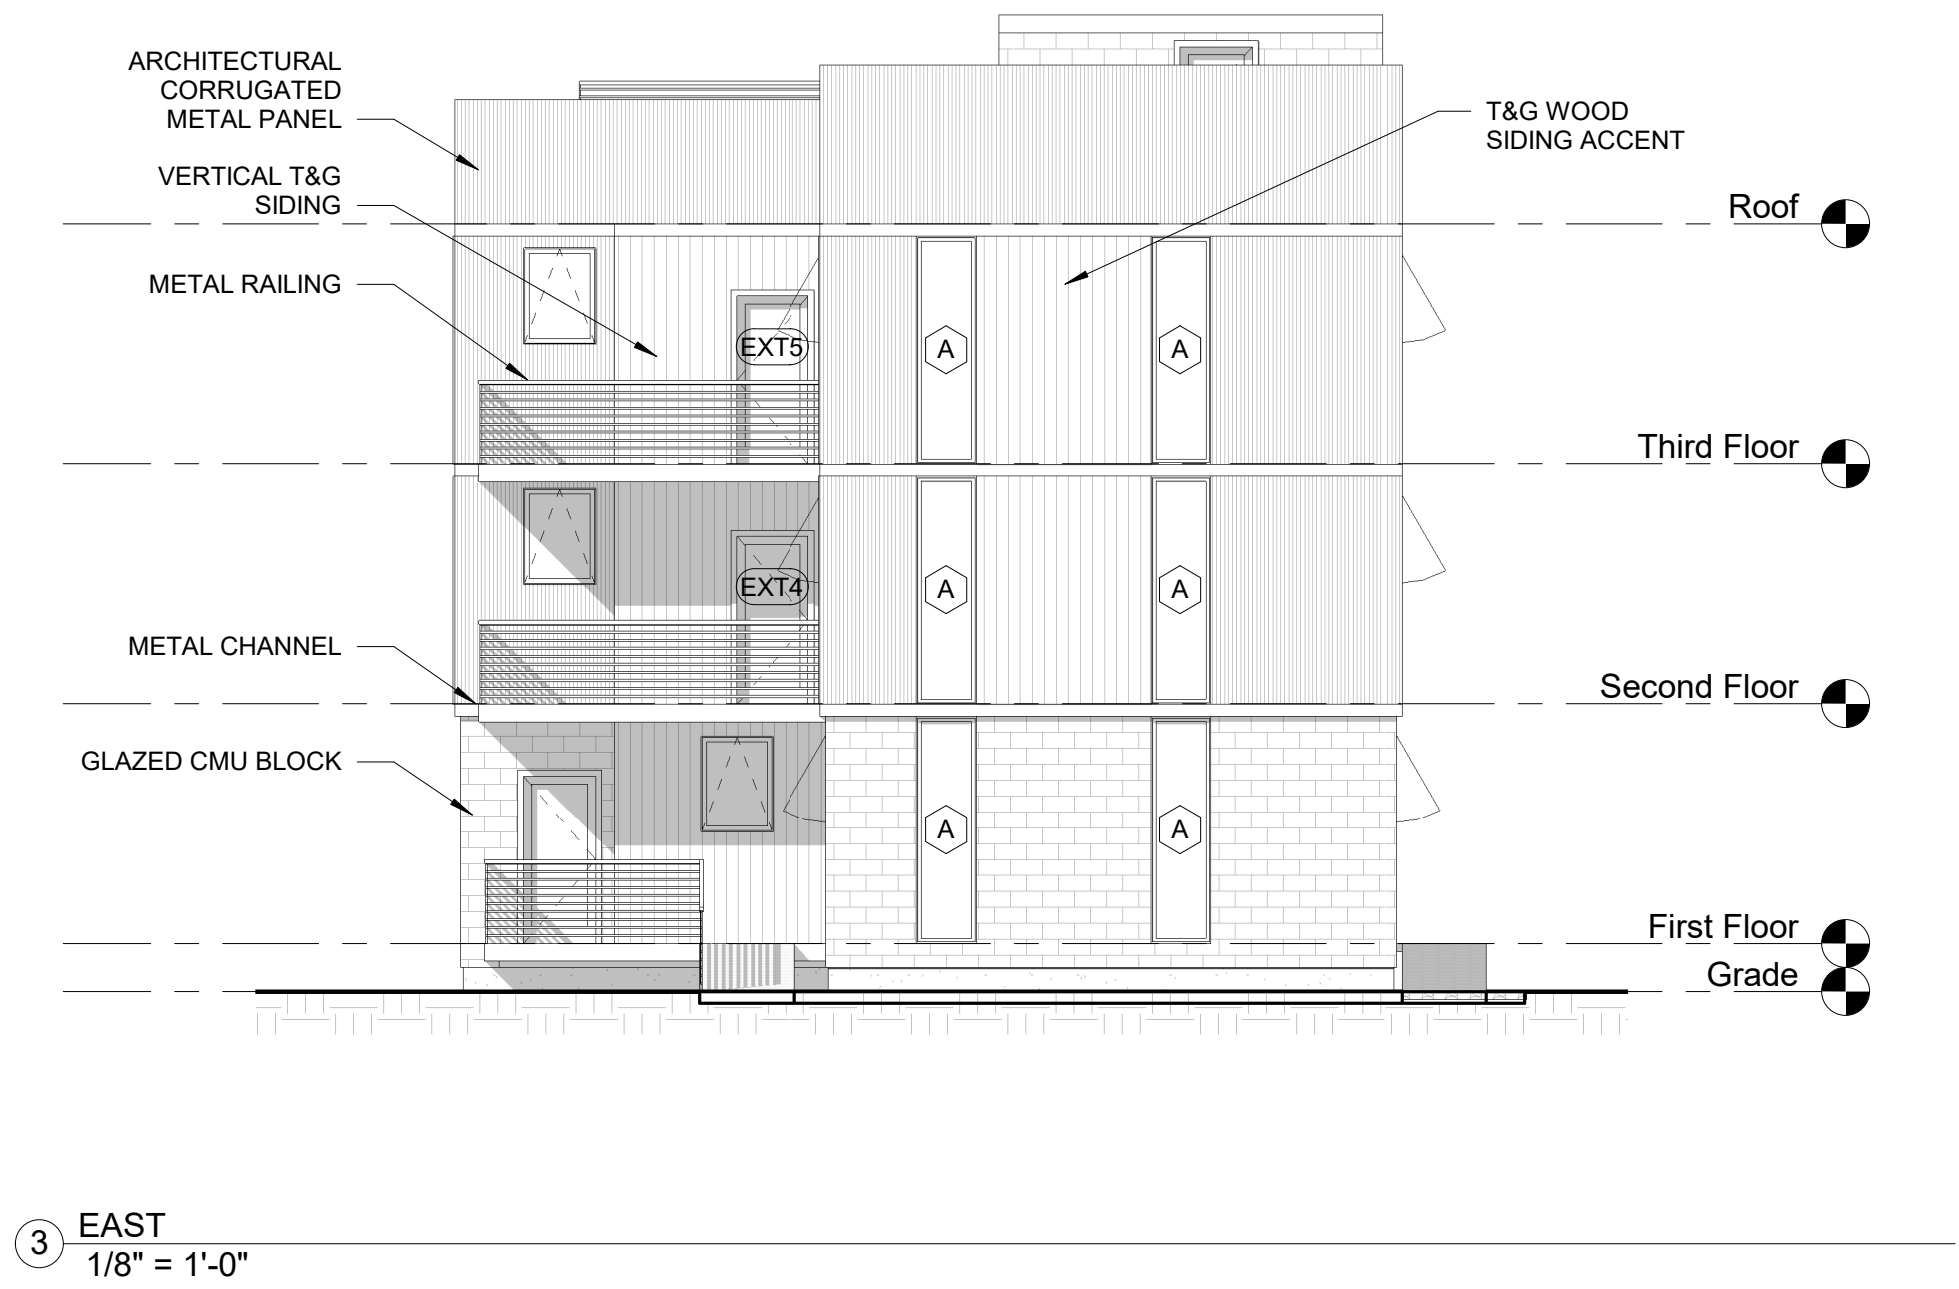 ARCHITECTURAL
CORRUGATED
METAL PANEL
T&G WOOD
SIDING ACCENT
VERTICAL T&G
SIDING
Roof
METAL RAILING
EXT5
A
A
Third Floor
EXT4
A
A
METAL CHANNEL
Second Floor
GLAZED CMU BLOCK
A
A
First Floor
Grade
3
EAST
1/8" = 1'-0"